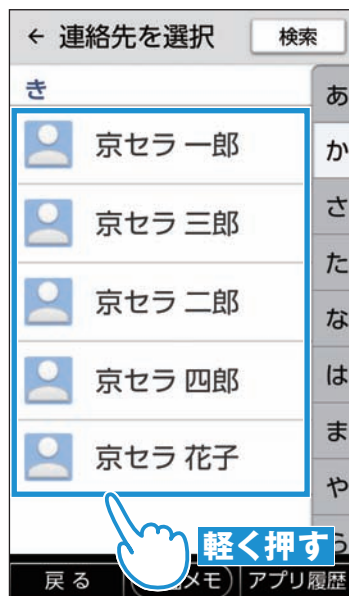 ← 連絡先を選択 検索
き
あ
京セラ 一郎
か
京セラ 三郎
さ
た
京セラ 二郎
な
京セラ 四郎
は
ま
京セラ 花子
や
軽く押す
戻る メモ アプリ履歴